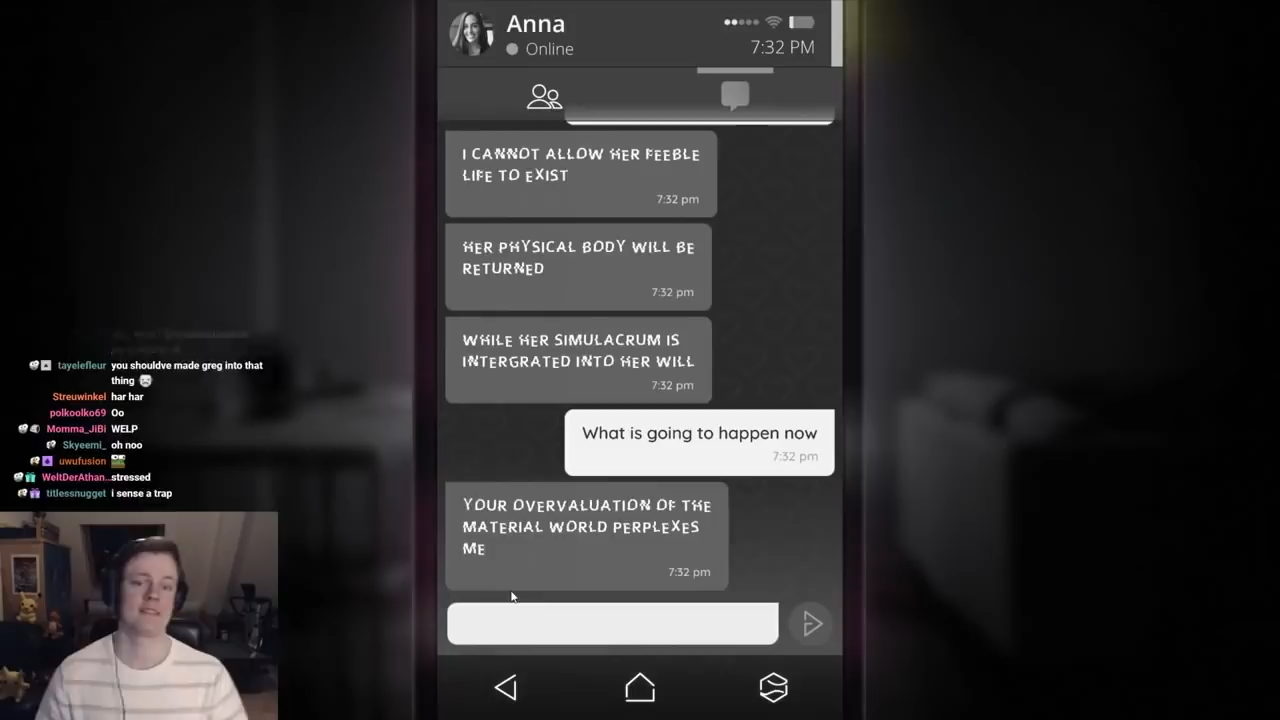 Anna
Online
7:32 PM
I CANNOT ALLOW HER FEEBLE
LIFE TO EXIST
7:32 pm
HER PHYSICAL BODY WILL BE
RETURNED
7:32 pm
WHILE HER SIMULACRUM IS
INTERGRATED INTO HER WILL
7:32 pm
What is going to happen now
7:32 pm
YOUR OVERVALUATION OF THE
MATERIAL WORLD PERPLEXES
ME
7:32 pm
tayelefleur you shouldve made greg into that
thing
Streuwinkel har har
polkoolko69 Oo
Momma_JiBi WELP
Skyeemi_ oh noo
uwufusion
WeltDerAthan... stressed
titlessnugget i sense a trap